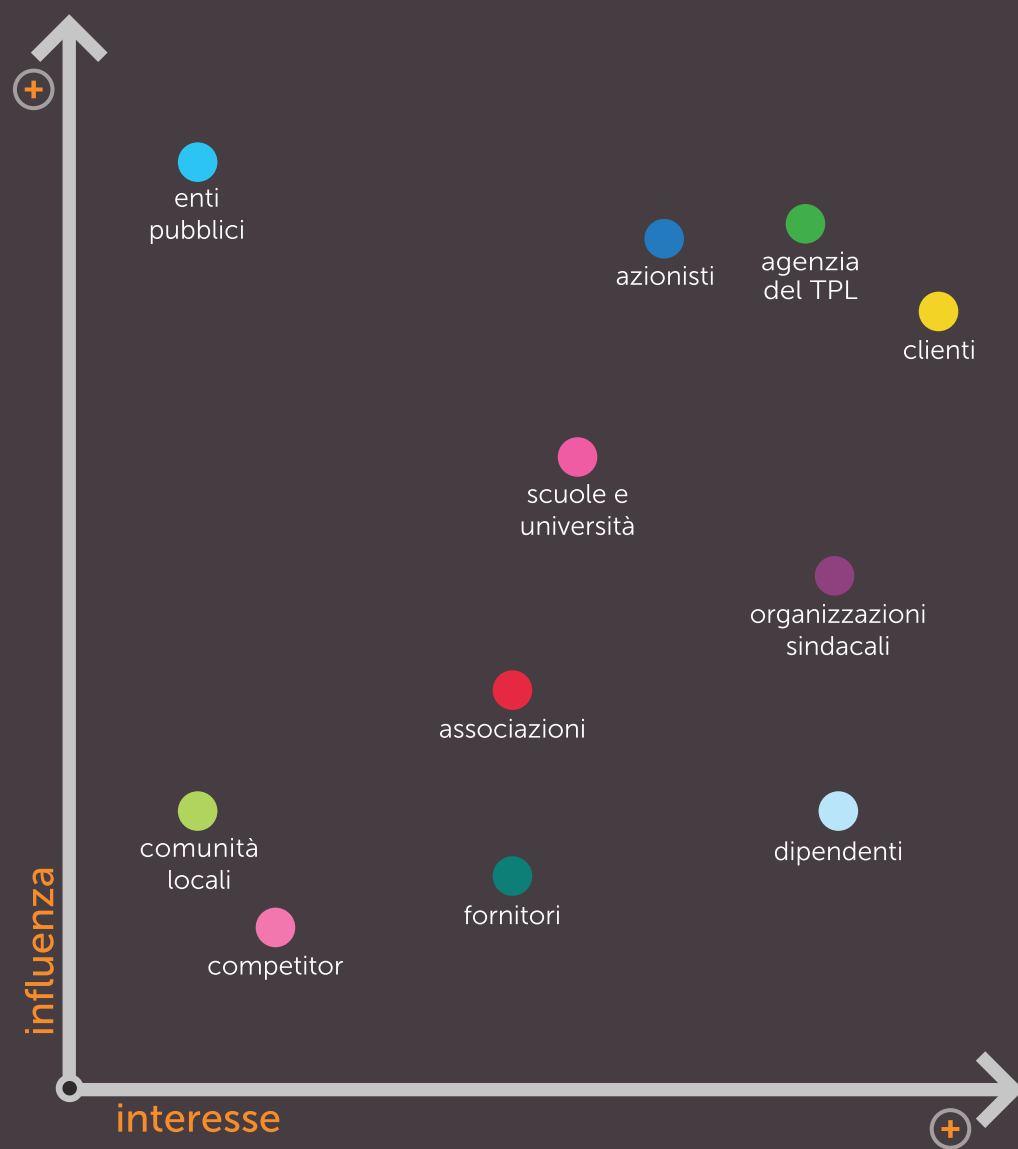 +
enti
pubblici
azionisti
agenzia
del TPL
clienti
scuole e
università
organizzazioni
sindacali
associazioni
comunità
locali
dipendenti
fornitori
competitor
influenza
interesse
+